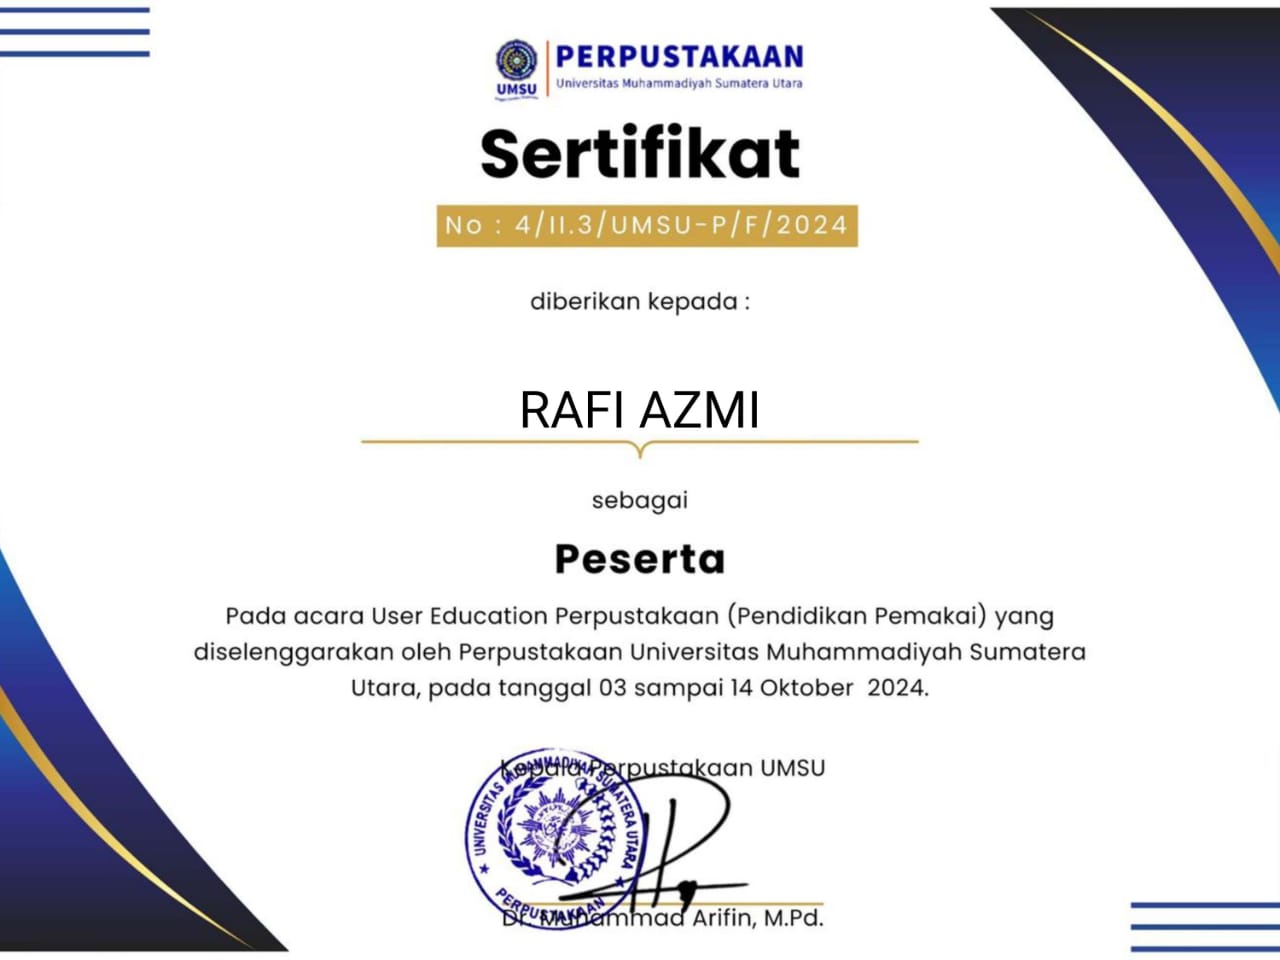 UMSU
PERPUSTAKAAN
Universitas Muhammadiyah Sumatera Utara
Sertifikat
No : 4/II.3/UMSU-P/F/2024
diberikan kepada :
RAFI AZMI
sebagai
Peserta
Pada acara User Education Perpustakaan (Pendidikan Pemakai) yang
diselenggarakan oleh Perpustakaan Universitas Muhammadiyah Sumatera
Utara, pada tanggal 03 sampai 14 Oktober 2024.
Kepala Perpustakaan UMSU
UNIVERSITAS MUHAMMADIYAH SUMATERA UTARA
PERPUSTAKAAN
Dr. Muhammad Arifin, M.Pd.